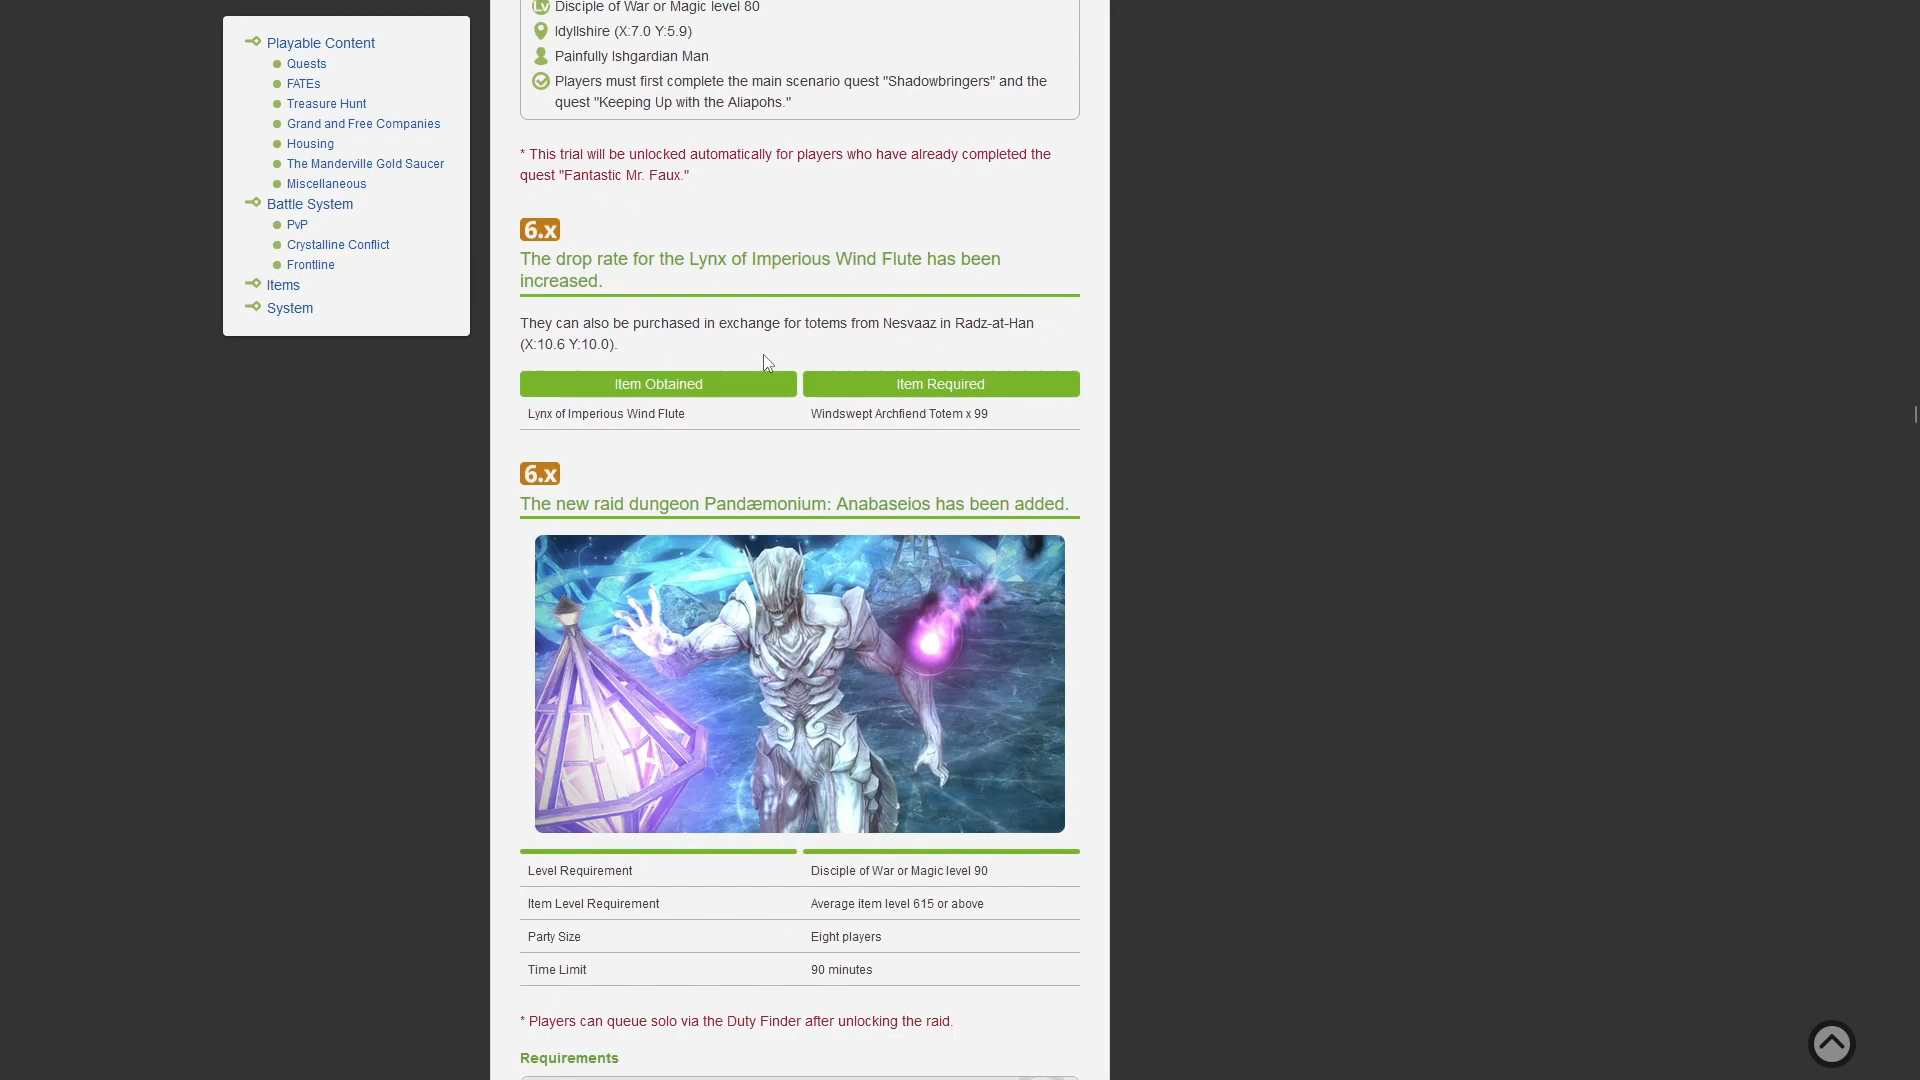 Playable Content
Quests
FATEs
Treasure Hunt
Grand and Free Companies
Housing
The Manderville Gold Saucer
Miscellaneous
Battle System
PvP
Crystalline Conflict
Frontline
Items
System
Lv Disciple of War or Magic level 80
Idyllshire (X:7.0 Y:5.9)
Painfully Ishgardian Man
Players must first complete the main scenario quest "Shadowbringers" and the
quest "Keeping Up with the Aliapohs."
* This trial will be unlocked automatically for players who have already completed the
quest "Fantastic Mr. Faux."
6.x
The drop rate for the Lynx of Imperious Wind Flute has been
increased.
They can also be purchased in exchange for totems from Nesvaaz in Radz-at-Han
(X:10.6 Y:10.0).
Item Obtained Item Required
Lynx of Imperious Wind Flute Windswept Archfiend Totem x 99
6.x
The new raid dungeon Pandæmonium: Anabaseios has been added.
Level Requirement Disciple of War or Magic level 90
Item Level Requirement Average item level 615 or above
Party Size Eight players
Time Limit 90 minutes
* Players can queue solo via the Duty Finder after unlocking the raid.
Requirements